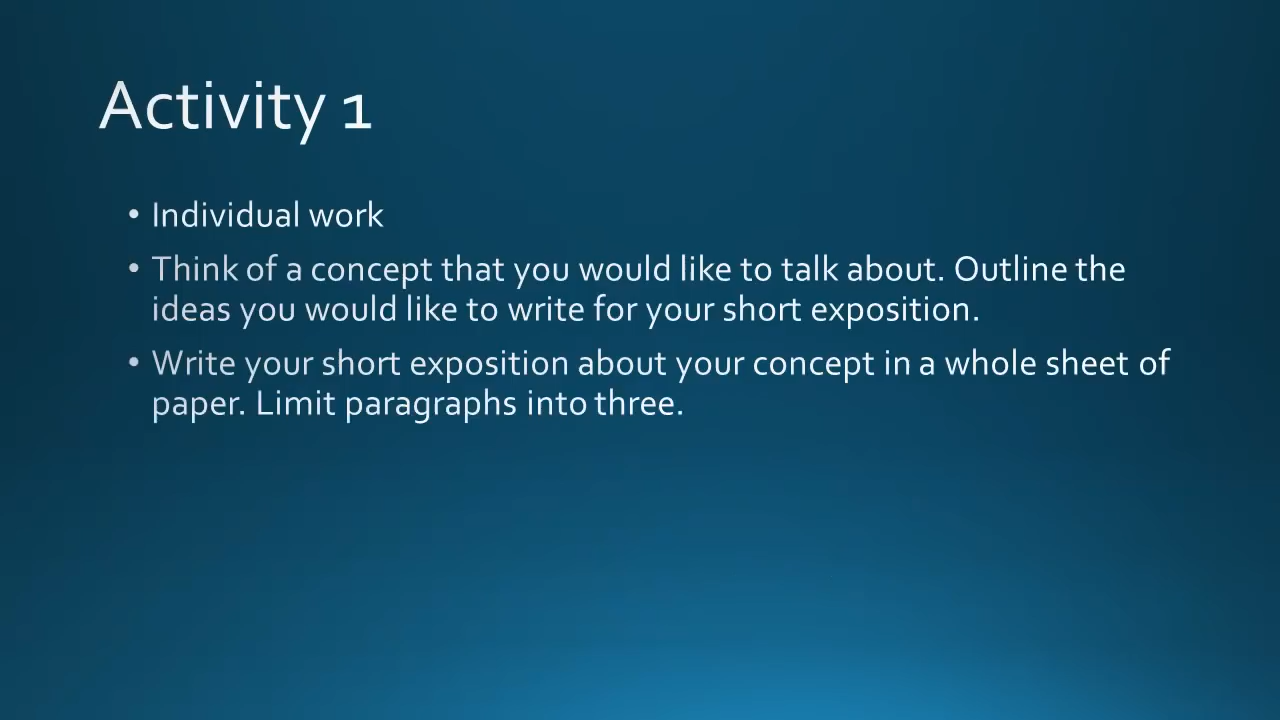 Activity 1
• Individual work
• Think of a concept that you would like to talk about. Outline the
ideas you would like to write for your short exposition.
• Write your short exposition about your concept in a whole sheet of
paper. Limit paragraphs into three.